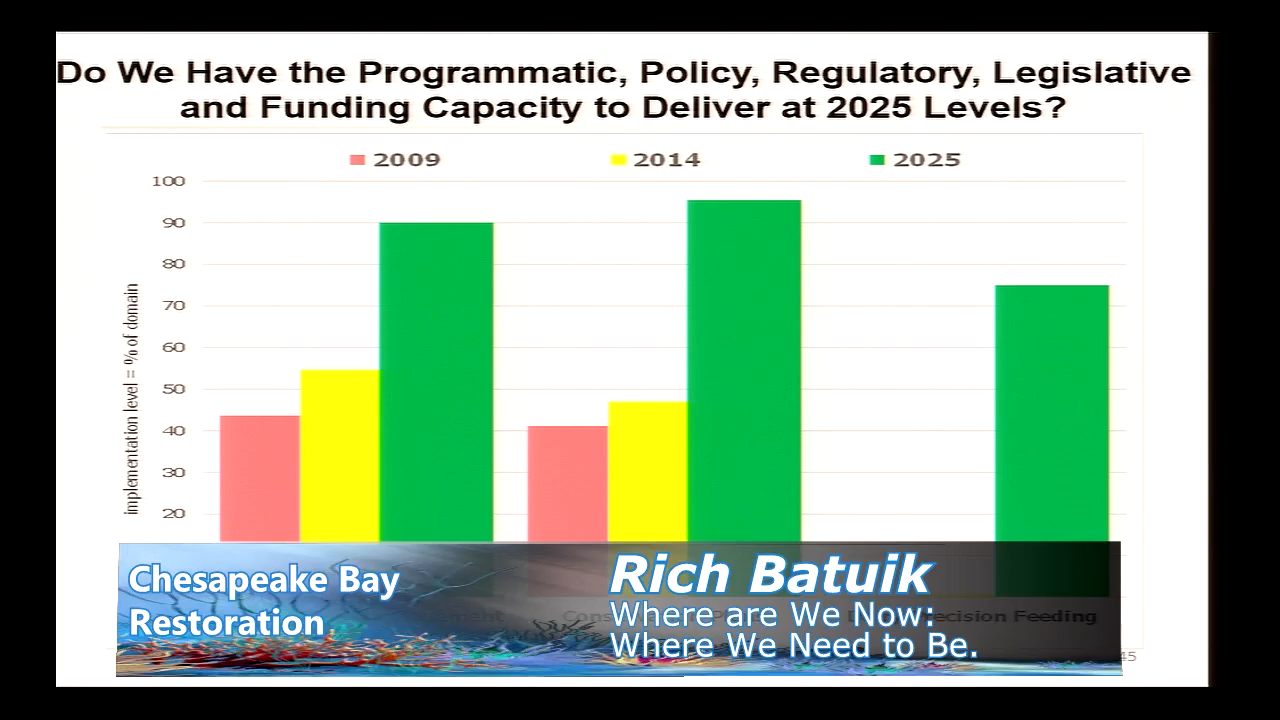 Do We Have the Programmatic, Policy, Regulatory, Legislative
and Funding Capacity to Deliver at 2025 Levels?
2009 2014 2025
100
90
80
70
60
50
40
30
20
implementation level = % of domain
Feeding
Chesapeake Bay
Restoration
Rich Batuik
Where are We Now:
Where We Need to Be.
45